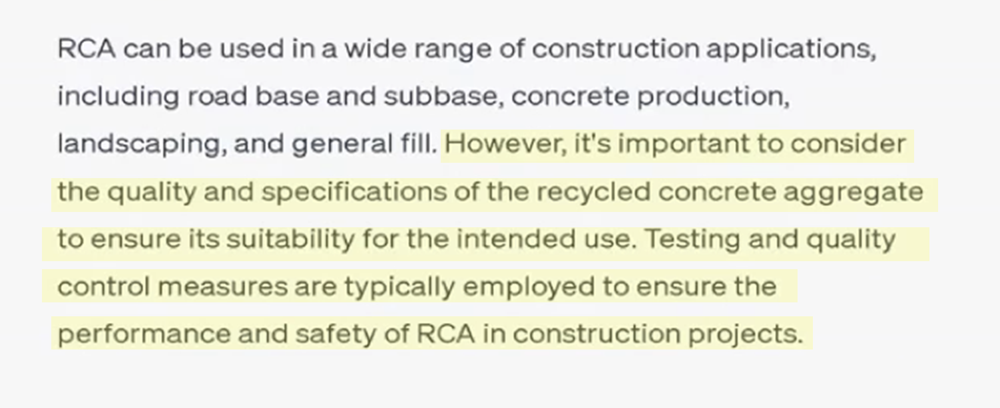 RCA can be used in a wide range of construction applications,
including road base and subbase, concrete production,
landscaping, and general fill. However, it's important to consider
the quality and specifications of the recycled concrete aggregate
to ensure its suitability for the intended use. Testing and quality
control measures are typically employed to ensure the
performance and safety of RCA in construction projects.